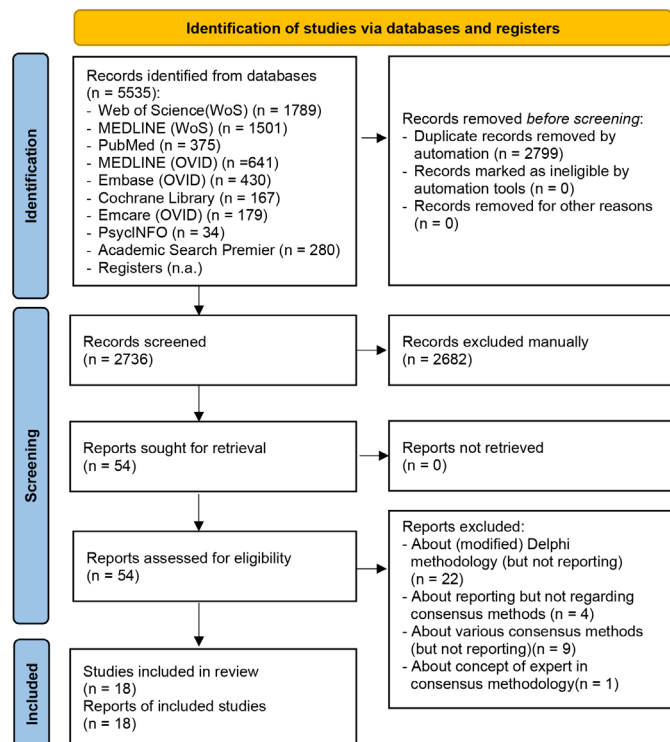 Identification of studies via databases and registers
Identification
Records identified from databases
(n = 5535):
- Web of Science(WoS) (n = 1789)
- MEDLINE (WoS) (n = 1501)
- PubMed (n = 375)
- MEDLINE (OVID) (n =641)
- Embase (OVID) (n = 430)
- Cochrane Library (n = 167)
- Emcare (OVID) (n = 179)
- PsycINFO (n = 34)
- Academic Search Premier (n = 280)
- Registers (n.a.)
Records removed before screening:
- Duplicate records removed by
automation (n = 2799)
- Records marked as ineligible by
automation tools (n = 0)
- Records removed for other reasons
(n = 0)
Screening
Records screened
(n = 2736)
Records excluded manually
(n = 2682)
Reports sought for retrieval
(n = 54)
Reports not retrieved
(n = 0)
Reports assessed for eligibility
(n = 54)
Reports excluded:
- About (modified) Delphi
methodology (but not reporting)
(n = 22)
- About reporting but not regarding
consensus methods (n = 4)
- About various consensus methods
(but not reporting)(n = 9)
- About concept of expert in
consensus methodology(n = 1)
Included
Studies included in review
(n = 18)
Reports of included studies
(n = 18)